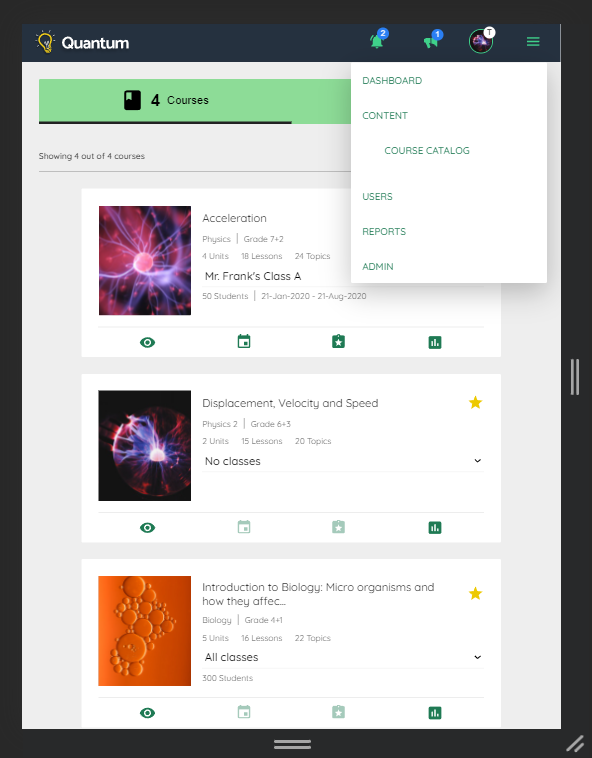 Quantum
2
1
T
DASHBOARD
CONTENT
COURSE CATALOG
USERS
REPORTS
ADMIN
4 Courses
Showing 4 out of 4 courses
Acceleration
Physics | Grade 7+2
4 Units 18 Lessons 24 Topics
Mr. Frank's Class A
50 Students | 21-Jan-2020 - 21-Aug-2020
Displacement, Velocity and Speed
Physics 2 | Grade 6+3
2 Units 15 Lessons 20 Topics
No classes
Introduction to Biology: Micro organisms and
how they affec...
Biology | Grade 4+1
5 Units 16 Lessons 22 Topics
All classes
300 Students